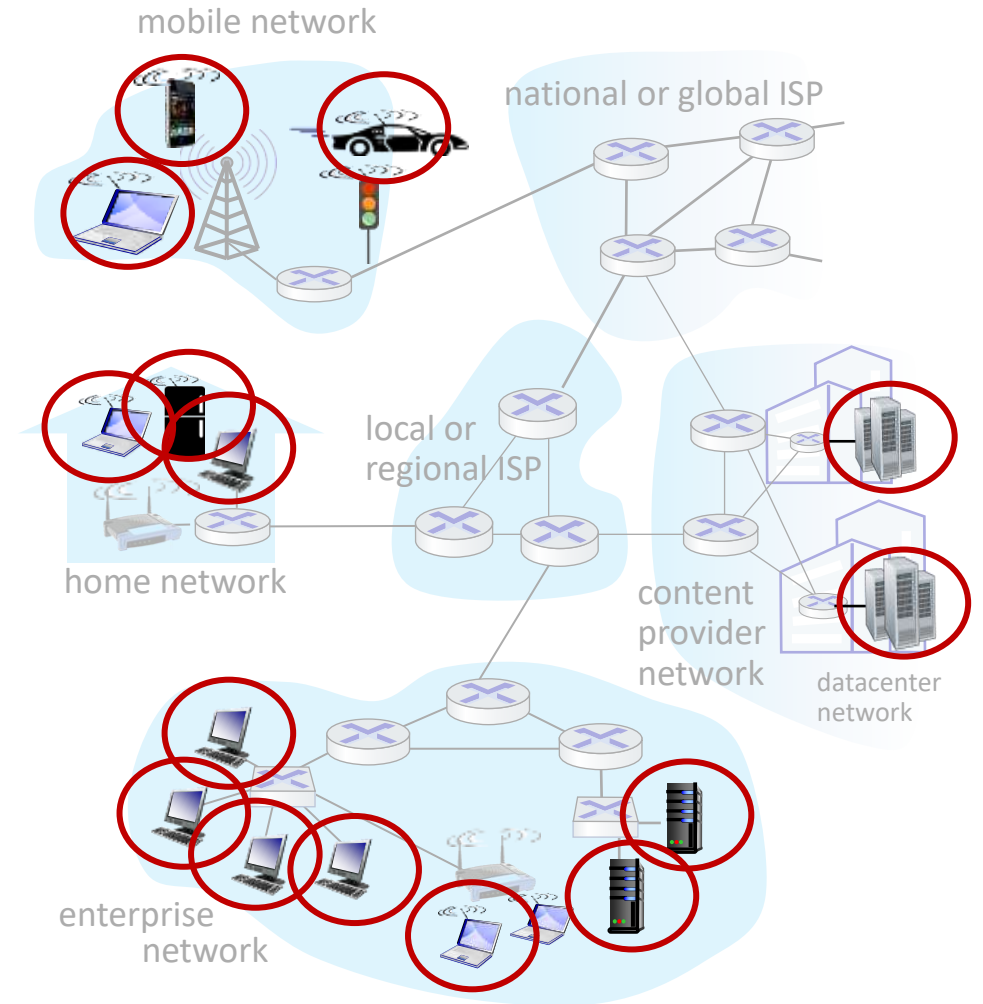 mobile network
national or global ISP
local or
regional ISP
home network
content
provider
network
datacenter
network
enterprise
network